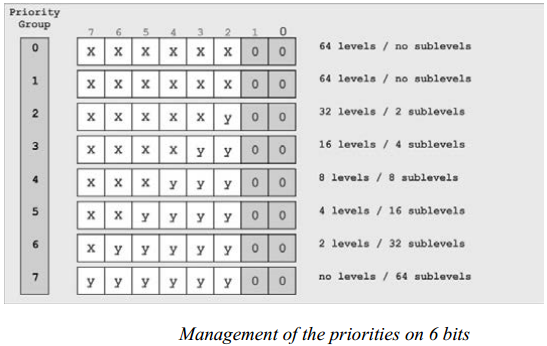 Priority
Group
7 6 5 4 3 2 1 0
0 x x x x x x 0 0 64 levels / no sublevels
1 x x x x x x 0 0 64 levels / no sublevels
2 x x x x x y 0 0 32 levels / 2 sublevels
3 x x x x y y 0 0 16 levels / 4 sublevels
4 x x x y y y 0 0 8 levels / 8 sublevels
5 x x y y y y 0 0 4 levels / 16 sublevels
6 x y y y y y 0 0 2 levels / 32 sublevels
7 y y y y y y 0 0 no levels / 64 sublevels
Management of the priorities on 6 bits